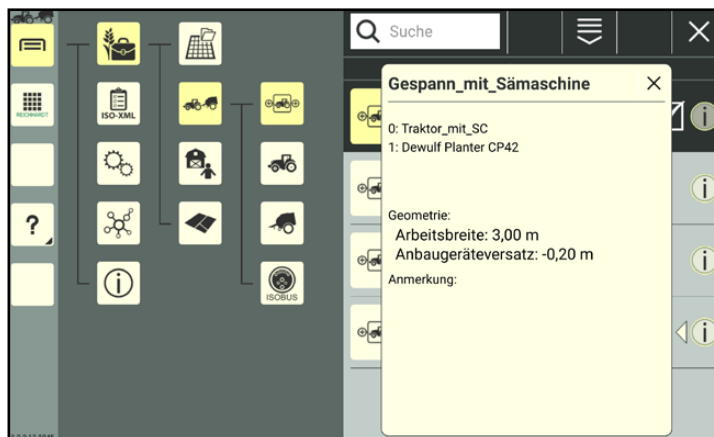 Suche
Gespann_mit_Sämaschine
0: Traktor_mit_SC
1: Dewulf Planter CP42
Geometrie:
Arbeitsbreite: 3,00 m
Anbaugeräteversatz: -0,20 m
Anmerkung:
REICHHARDT
ISO-XML
?
ISOBUS